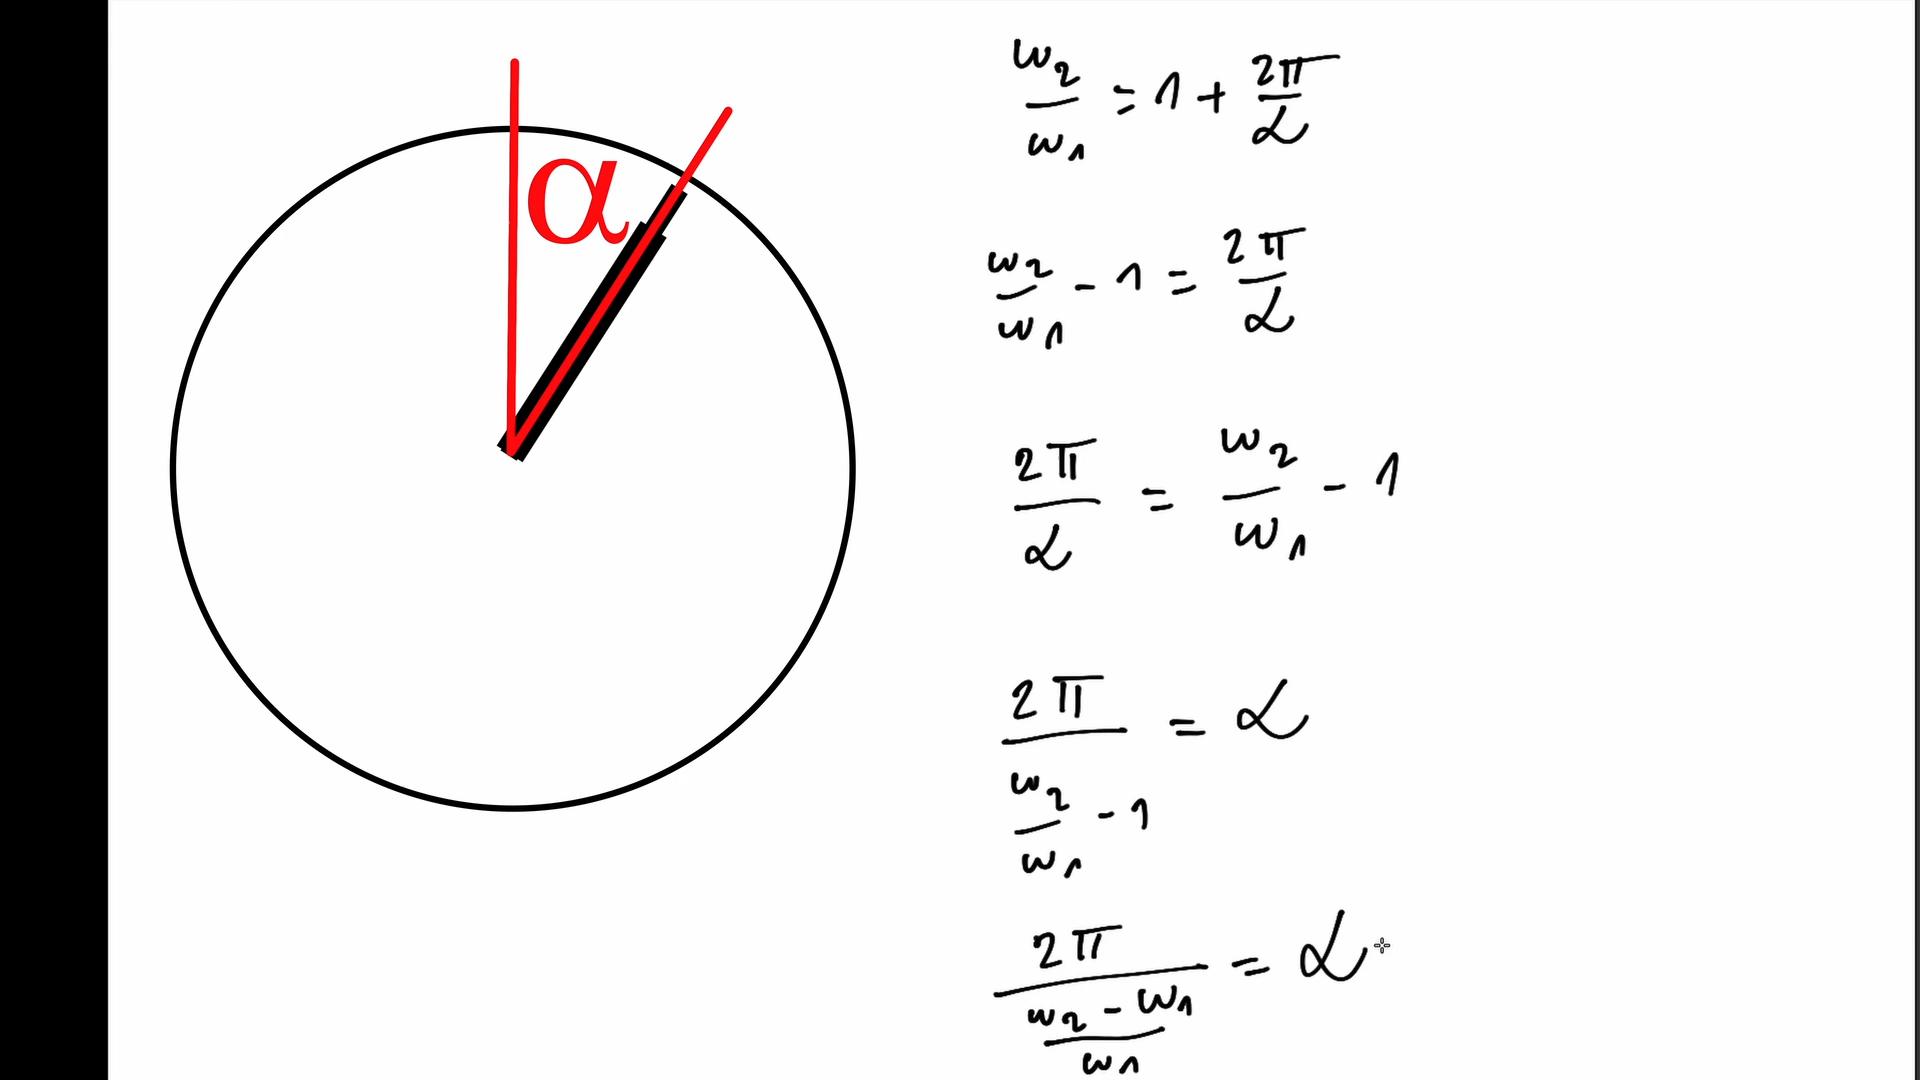 α
w₂/w₁ = 1 + 2π/α
w₂/w₁ - 1 = 2π/α
2π/α = w₂/w₁ - 1
2π/(w₂/w₁ - 1) = α
2π/((w₂ - w₁)/w₁) = α